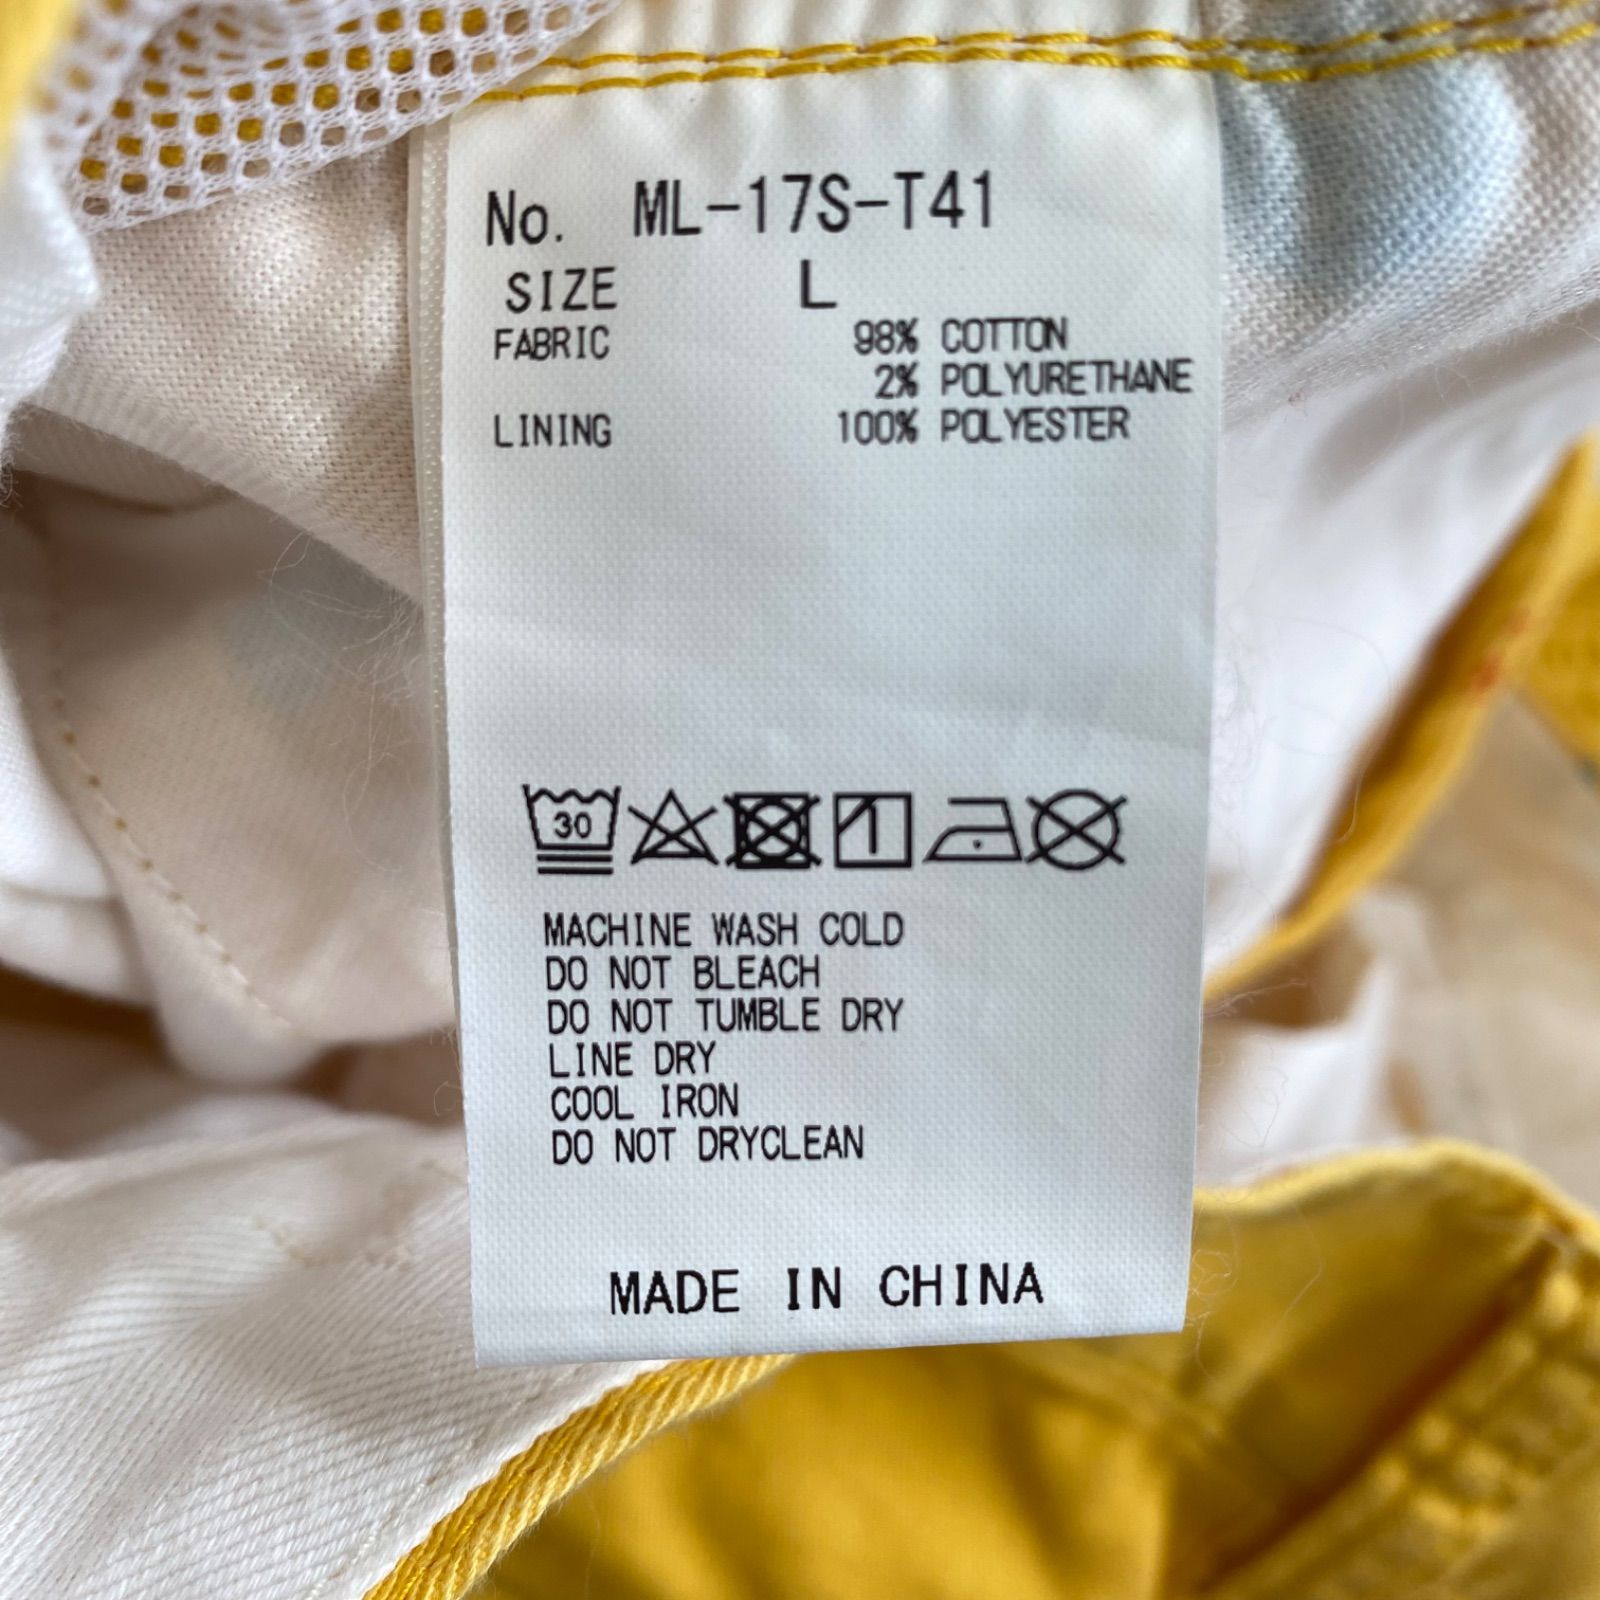 No. ML-17S-T41
SIZE L
FABRIC 98% COTTON
2% POLYURETHANE
LINING 100% POLYESTER
30
MACHINE WASH COLD
DO NOT BLEACH
DO NOT TUMBLE DRY
LINE DRY
COOL IRON
DO NOT DRYCLEAN
MADE IN CHINA